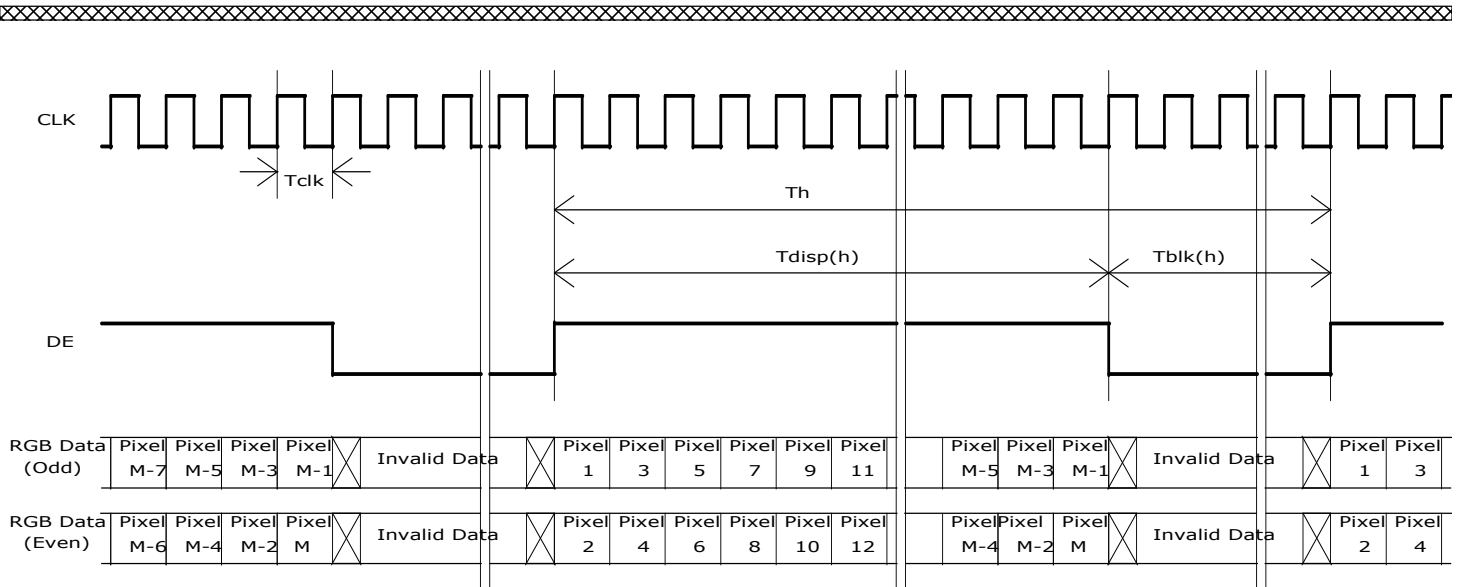 CLK
Tclk
Th
Tdisp(h)
Tblk(h)
DE
RGB Data
(Odd)
Pixel M-7
Pixel M-5
Pixel M-3
Pixel M-1
Invalid Data
Pixel 1
Pixel 3
Pixel 5
Pixel 7
Pixel 9
Pixel 11
Pixel M-5
Pixel M-3
Pixel M-1
Invalid Data
Pixel 1
Pixel 3
RGB Data
(Even)
Pixel M-6
Pixel M-4
Pixel M-2
Pixel M
Invalid Data
Pixel 2
Pixel 4
Pixel 6
Pixel 8
Pixel 10
Pixel 12
Pixel M-4
Pixel M-2
Pixel M
Invalid Data
Pixel 2
Pixel 4